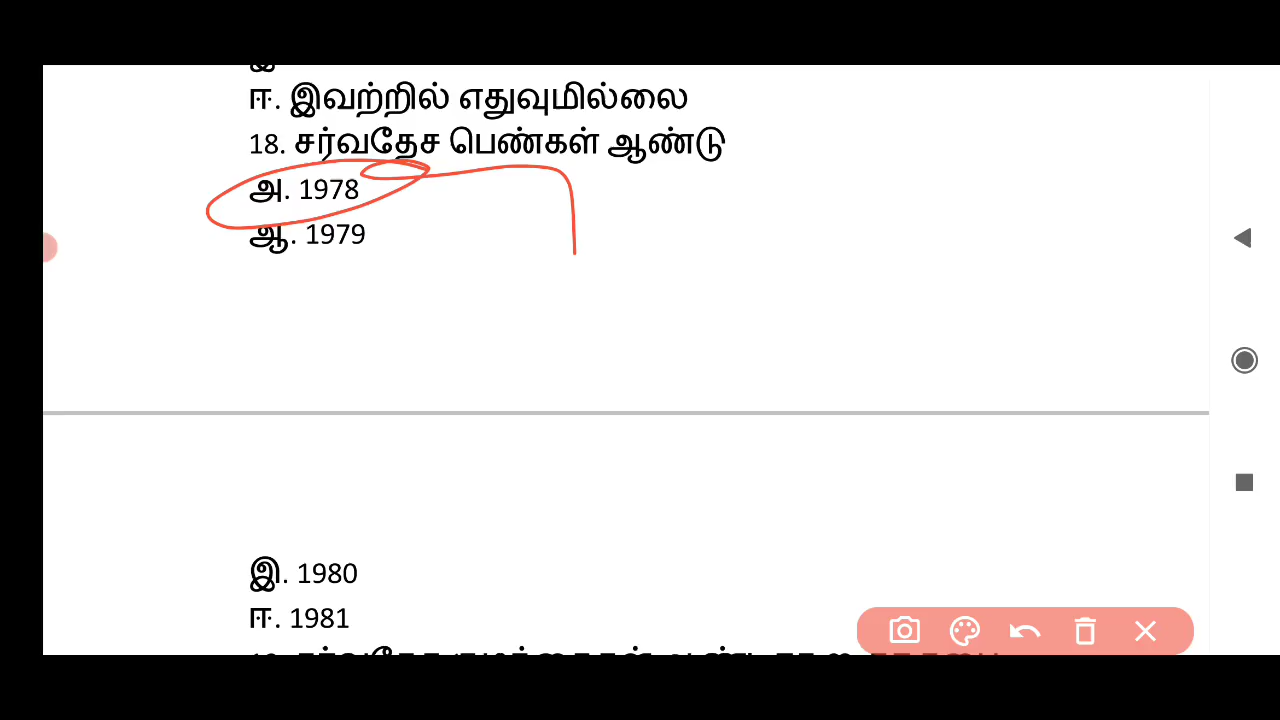 ஈ. இவற்றில் எதுவுமில்லை
18. சர்வதேச பெண்கள் ஆண்டு
அ. 1978
ஆ. 1979
இ. 1980
ஈ. 1981